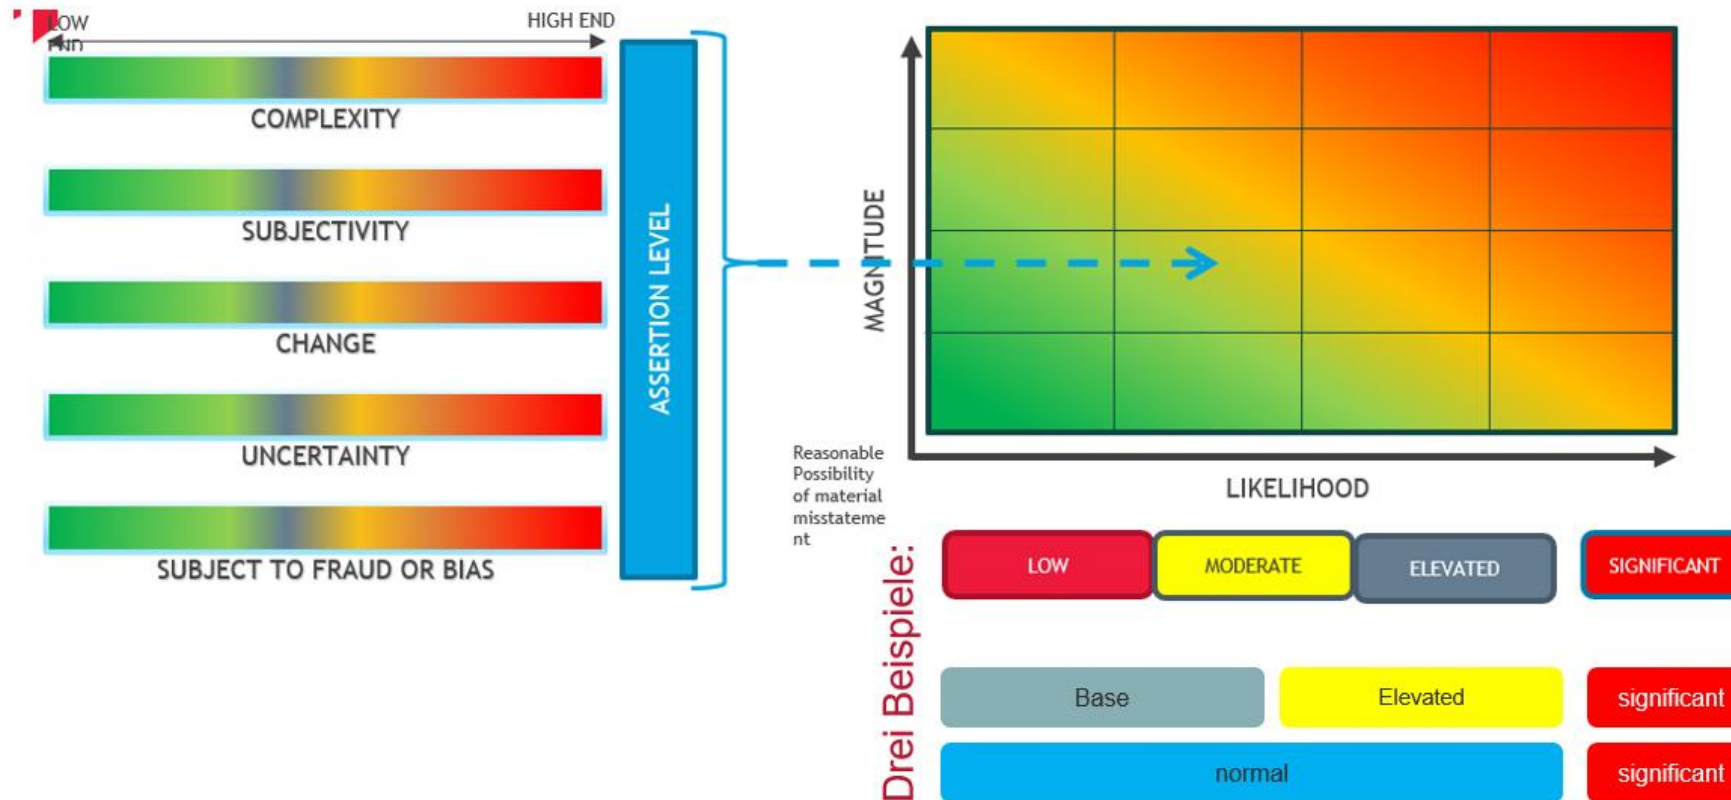 LOW
END
HIGH END
COMPLEXITY
SUBJECTIVITY
CHANGE
UNCERTAINTY
SUBJECT TO FRAUD OR BIAS
ASSERTION LEVEL
MAGNITUDE
LIKELIHOOD
Reasonable
Possibility
of material
misstateme
nt
Drei Beispiele:
LOW
MODERATE
ELEVATED
SIGNIFICANT
Base
Elevated
significant
normal
significant